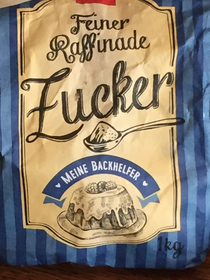 Feiner
Raffinade
Zucker
MEINE BACKHELFER
1kg